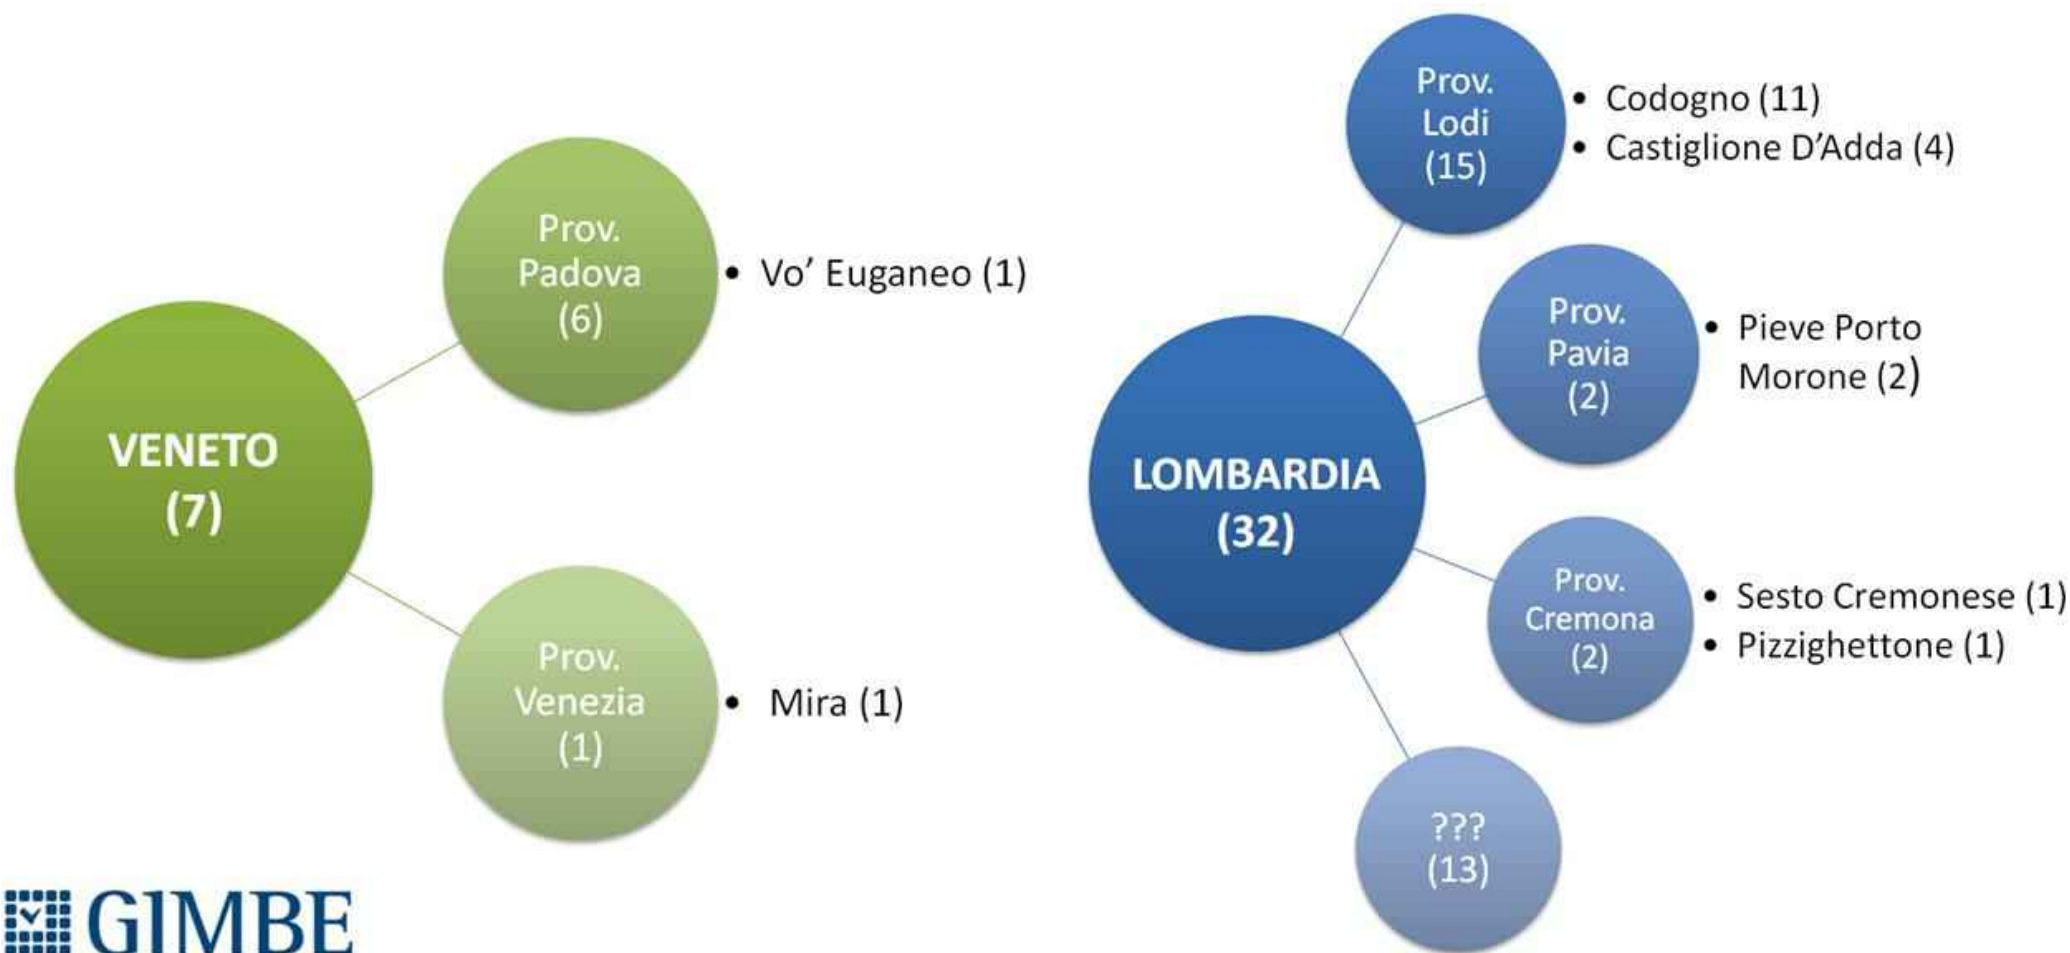 VENETO
(7)
Prov.
Padova
(6)
• Vo’ Euganeo (1)
Prov.
Venezia
(1)
• Mira (1)
LOMBARDIA
(32)
Prov.
Lodi
(15)
• Codogno (11)
• Castiglione D’Adda (4)
Prov.
Pavia
(2)
• Pieve Porto
Morone (2)
Prov.
Cremona
(2)
• Sesto Cremonese (1)
• Pizzighettone (1)
???
(13)
GIMBE